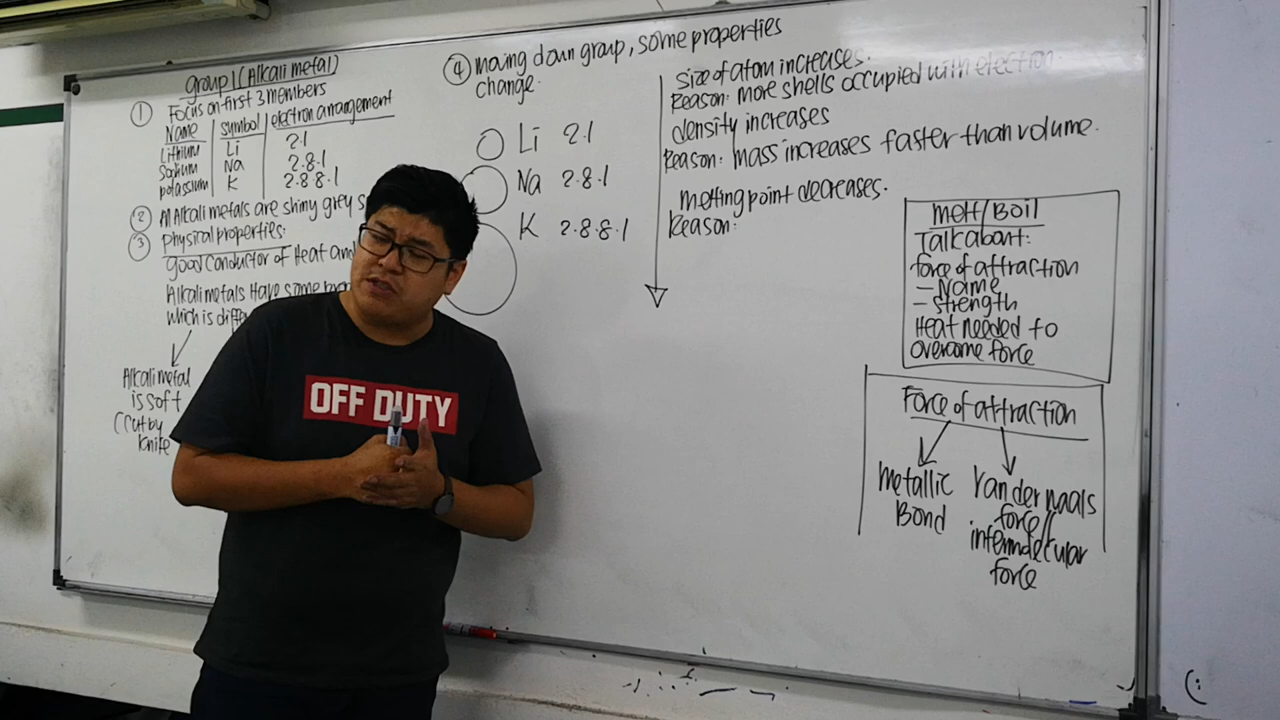 group 1 (Alkali metal)
① Focus on first 3 members
Name symbol electron arrangement
Lithium Li 2.1
Sodium Na 2.8.1
potassium K 2.8.8.1
② All Alkali metals are shiny grey s
③ physical properties:
good conductor of Heat and
Alkali metals Have some
which is diff
Alkali metal
is soft
(cut by
knife
④ moving down group, some properties
change.
Li 2.1
Na 2.8.1
K 2.8.8.1
size of atom increases.
Reason: more shells occupied with electron.
density increases
Reason: mass increases faster than volume.
melting point decreases.
Reason:
melt/Boil
Talk about:
force of attraction
- Name
- strength
Heat needed to
overcome force
Force of attraction
metallic
Bond
Van der waals
force//
intermolecular
force
OFF DUTY